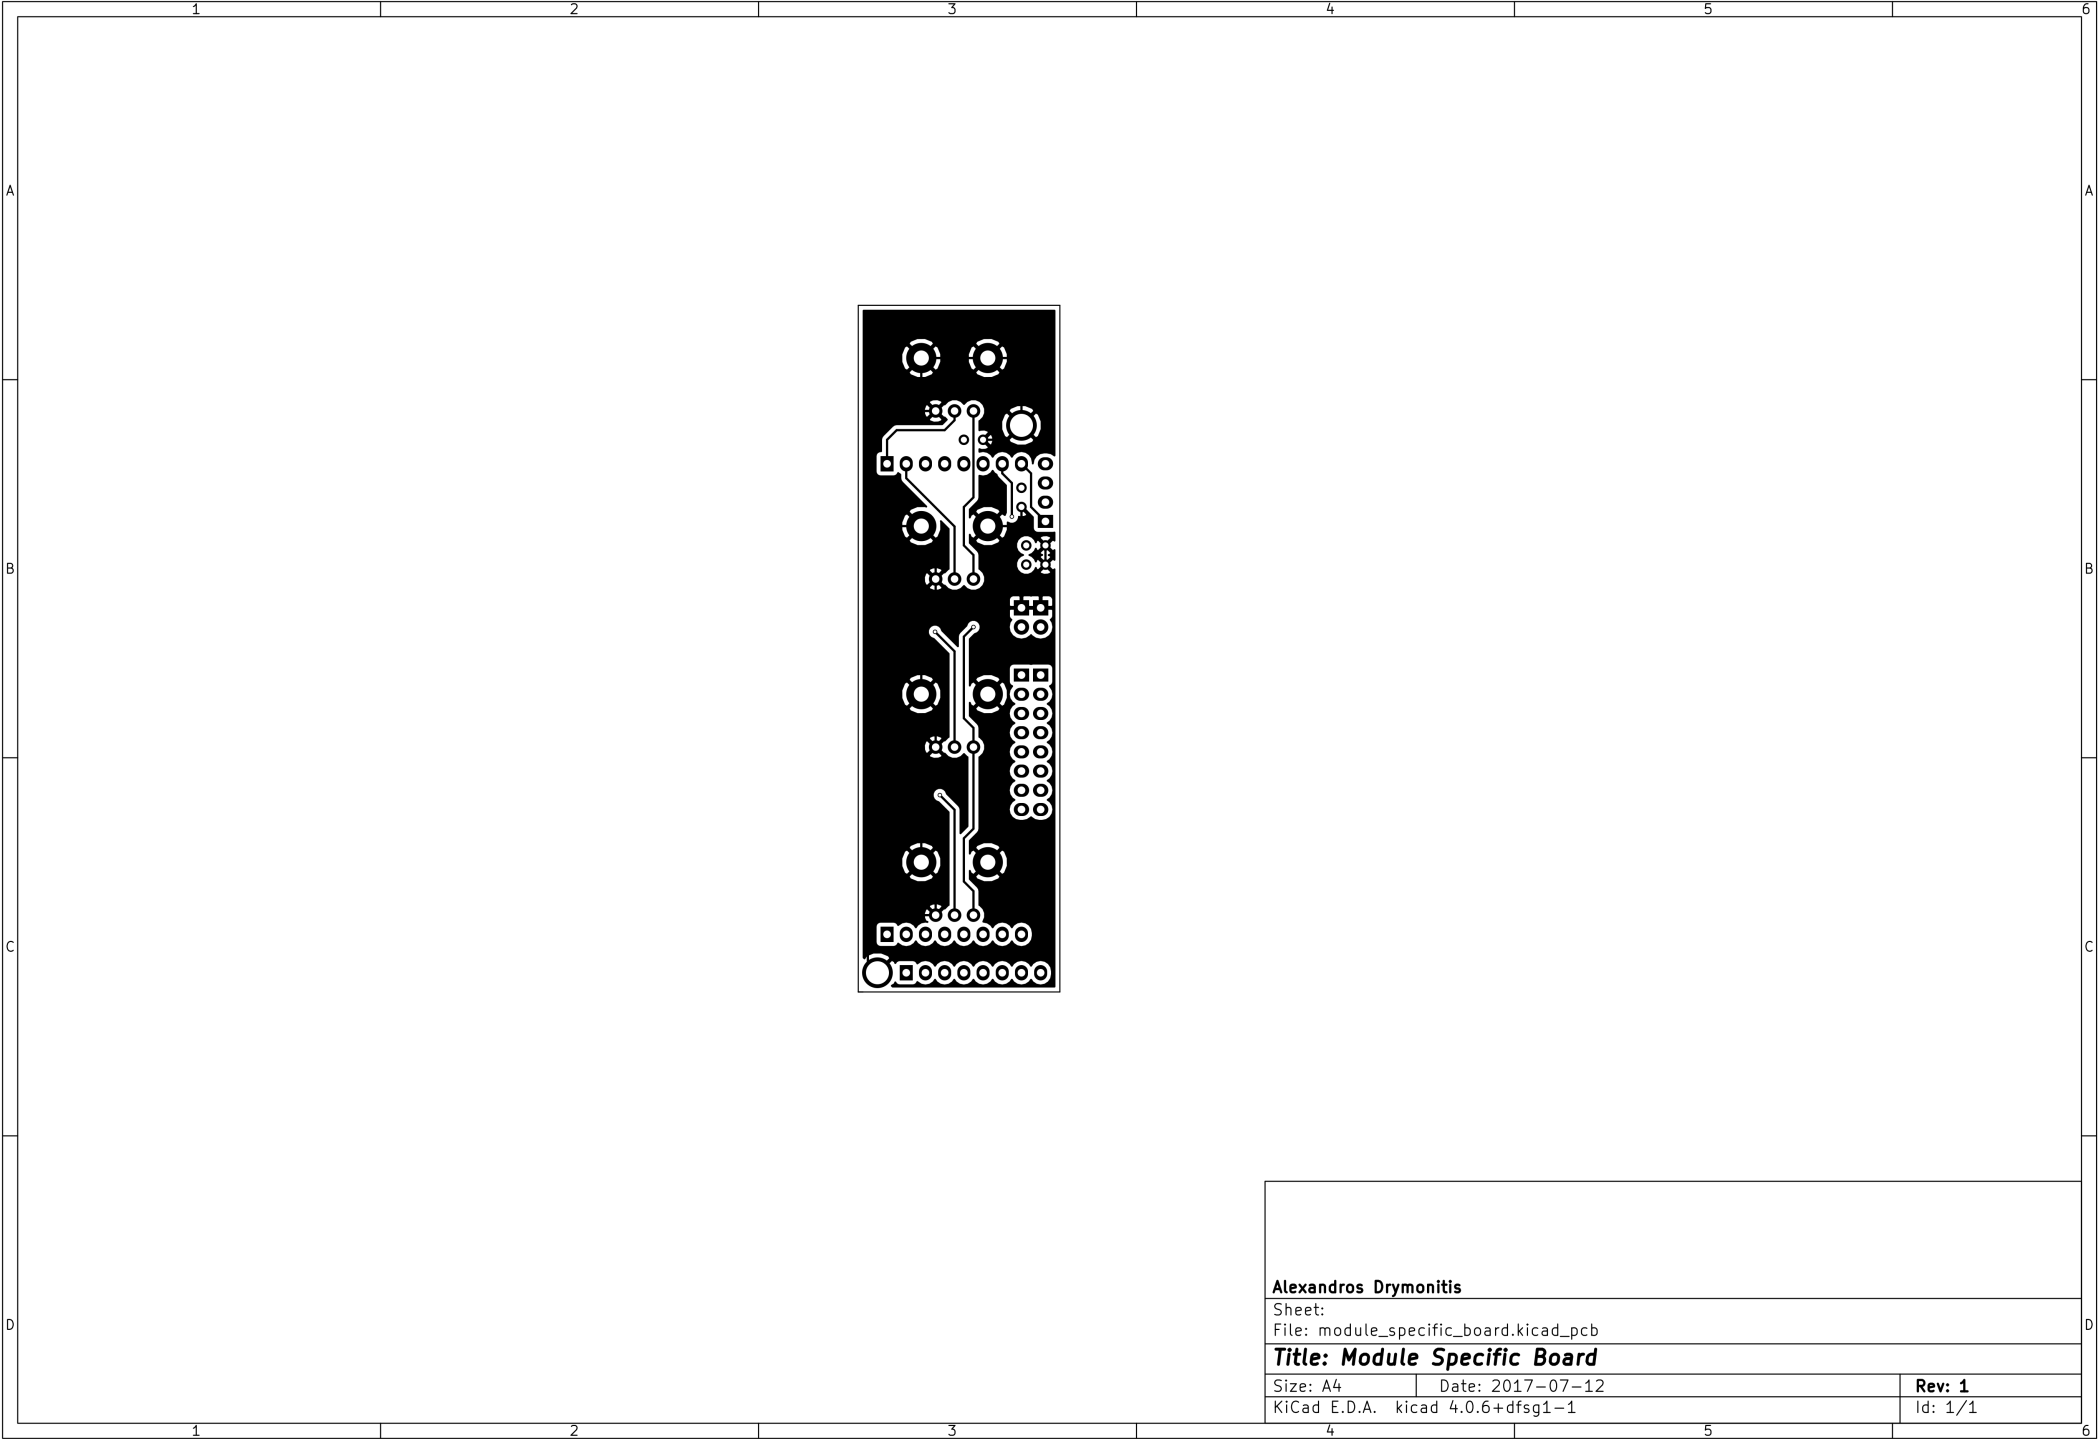 1 2 3 4 5 6
A A
B B
C C
Alexandros Drymonitis
Sheet:
File: module_specific_board.kicad_pcb
D D
Title: Module Specific Board
Size: A4 Date: 2017-07-12 Rev: 1
KiCad E.D.A. kicad 4.0.6+dfsg1-1 Id: 1/1
1 2 3 4 5 6